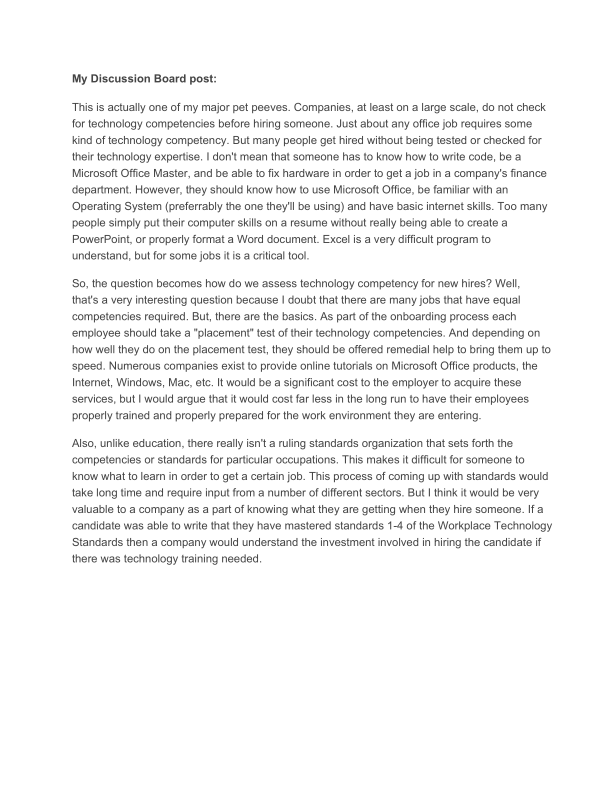 My Discussion Board post:
This is actually one of my major pet peeves. Companies, at least on a large scale, do not check
for technology competencies before hiring someone. Just about any office job requires some
kind of technology competency. But many people get hired without being tested or checked for
their technology expertise. I don't mean that someone has to know how to write code, be a
Microsoft Office Master, and be able to fix hardware in order to get a job in a company's finance
department. However, they should know how to use Microsoft Office, be familiar with an
Operating System (preferrably the one they'll be using) and have basic internet skills. Too many
people simply put their computer skills on a resume without really being able to create a
PowerPoint, or properly format a Word document. Excel is a very difficult program to
understand, but for some jobs it is a critical tool.
So, the question becomes how do we assess technology competency for new hires? Well,
that's a very interesting question because I doubt that there are many jobs that have equal
competencies required. But, there are the basics. As part of the onboarding process each
employee should take a "placement" test of their technology competencies. And depending on
how well they do on the placement test, they should be offered remedial help to bring them up to
speed. Numerous companies exist to provide online tutorials on Microsoft Office products, the
Internet, Windows, Mac, etc. It would be a significant cost to the employer to acquire these
services, but I would argue that it would cost far less in the long run to have their employees
properly trained and properly prepared for the work environment they are entering.
Also, unlike education, there really isn't a ruling standards organization that sets forth the
competencies or standards for particular occupations. This makes it difficult for someone to
know what to learn in order to get a certain job. This process of coming up with standards would
take long time and require input from a number of different sectors. But I think it would be very
valuable to a company as a part of knowing what they are getting when they hire someone. If a
candidate was able to write that they have mastered standards 1-4 of the Workplace Technology
Standards then a company would understand the investment involved in hiring the candidate if
there was technology training needed.